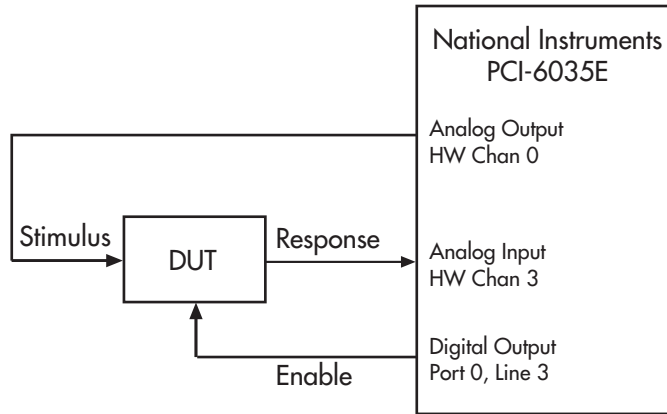 National Instruments
PCI-6035E
Analog Output
HW Chan 0
Stimulus
DUT
Response
Analog Input
HW Chan 3
Enable
Digital Output
Port 0, Line 3